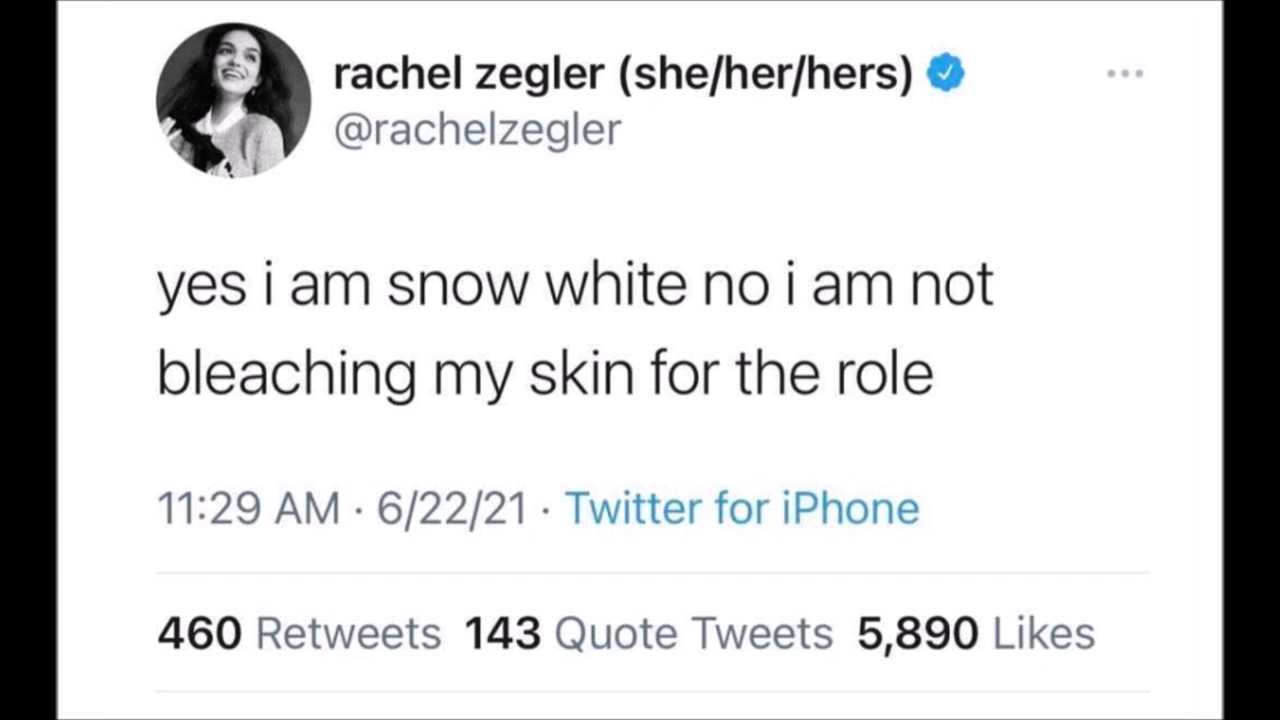 rachel zegler (she/her/hers)
@rachelzegler
yes i am snow white no i am not
bleaching my skin for the role
11:29 AM · 6/22/21 · Twitter for iPhone
460 Retweets 143 Quote Tweets 5,890 Likes